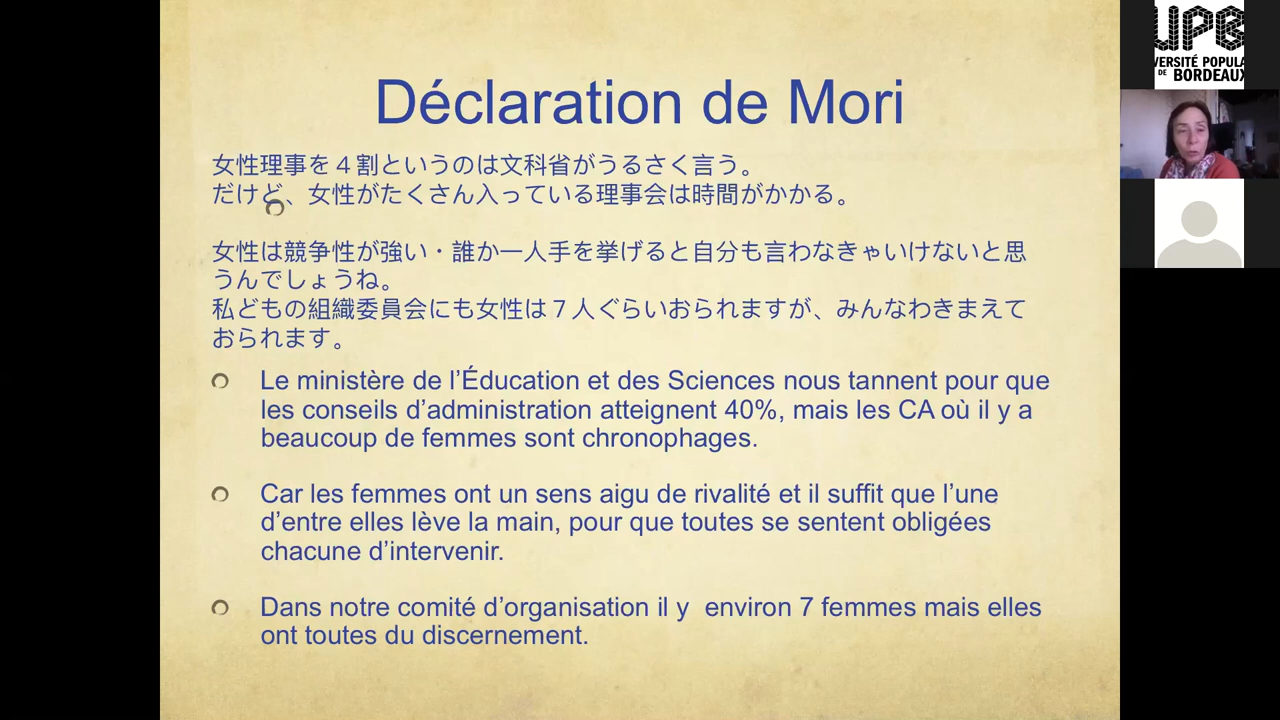 Déclaration de Mori
女性理事を４割というのは文科省がうるさく言う。
だけど、女性がたくさん入っている理事会は時間がかかる。
女性は競争性が強い・誰か一人手を挙げると自分も言わなきゃいけないと思
うんでしょうね。
私どもの組織委員会にも女性は７人ぐらいおられますが、みんなわきまえて
おられます。
Le ministère de l’Éducation et des Sciences nous tannent pour que
les conseils d’administration atteignent 40%, mais les CA où il y a
beaucoup de femmes sont chronophages.
Car les femmes ont un sens aigu de rivalité et il suffit que l’une
d’entre elles lève la main, pour que toutes se sentent obligées
chacune d’intervenir.
Dans notre comité d’organisation il y environ 7 femmes mais elles
ont toutes du discernement.
UPB
VERSITÉ POPULA
DE BORDEAUX